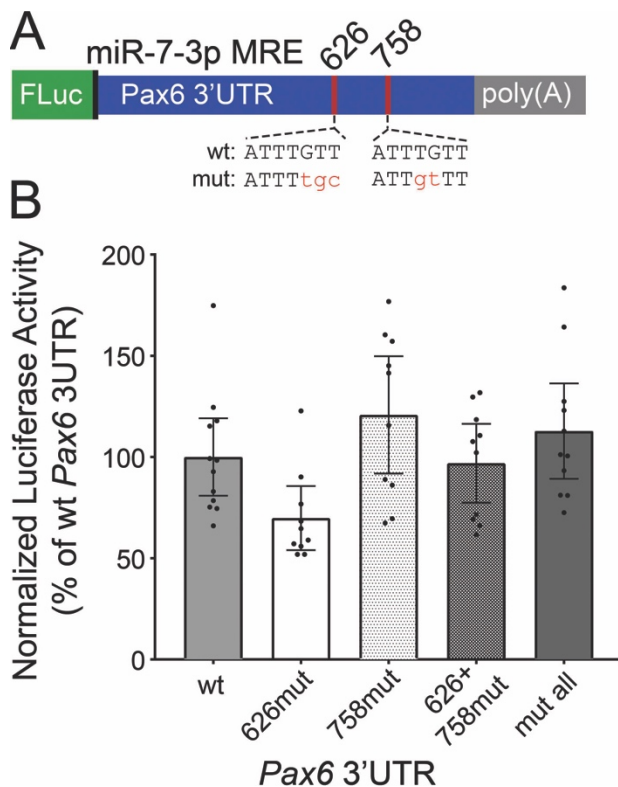 A
miR-7-3p MRE 626 758
FLuc Pax6 3'UTR poly(A)
wt: ATTTGTT ATTTGTT
mut: ATTTtgc ATTgtTT
B
Normalized Luciferase Activity
(% of wt Pax6 3UTR)
200
150
100
50
0
wt 626mut 758mut 626+ 758mut mut all
Pax6 3'UTR